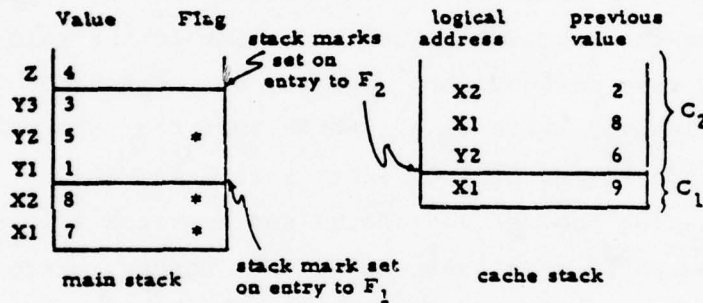 Value Flag
Z 4
Y3 3
Y2 5 *
Y1 1
X2 8 *
X1 7 *
main stack
stack marks
set on
entry to F2
stack mark set
on entry to F1
logical
address
previous
value
X2 2
X1 8
Y2 6
X1 9
C2
C1
cache stack